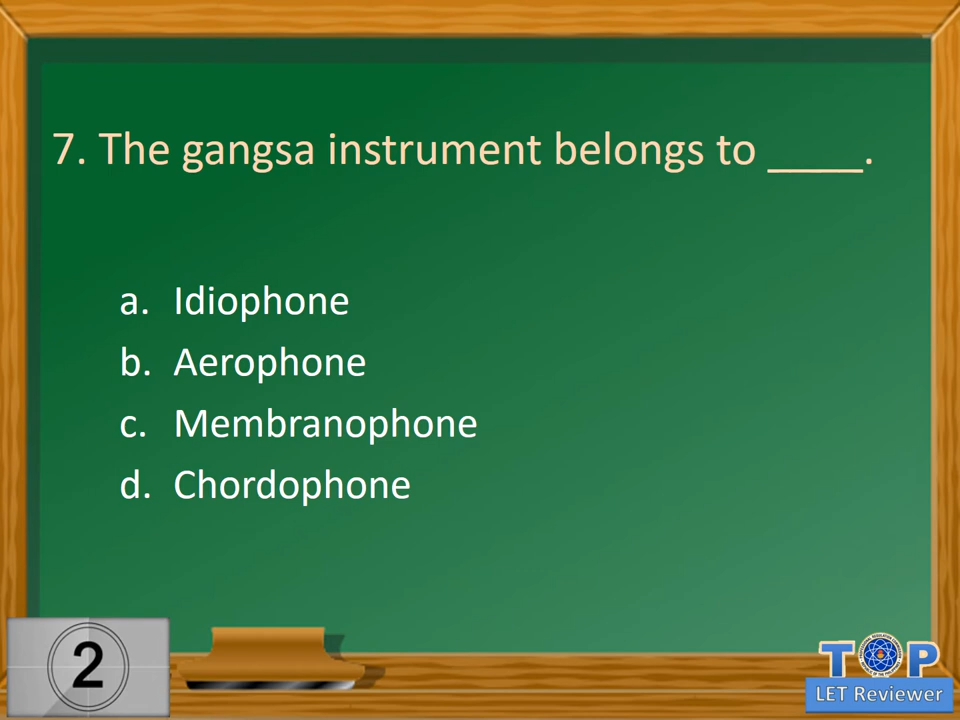 7. The gangsa instrument belongs to ____.
a. Idiophone
b. Aerophone
c. Membranophone
d. Chordophone
2
TOP
LET Reviewer